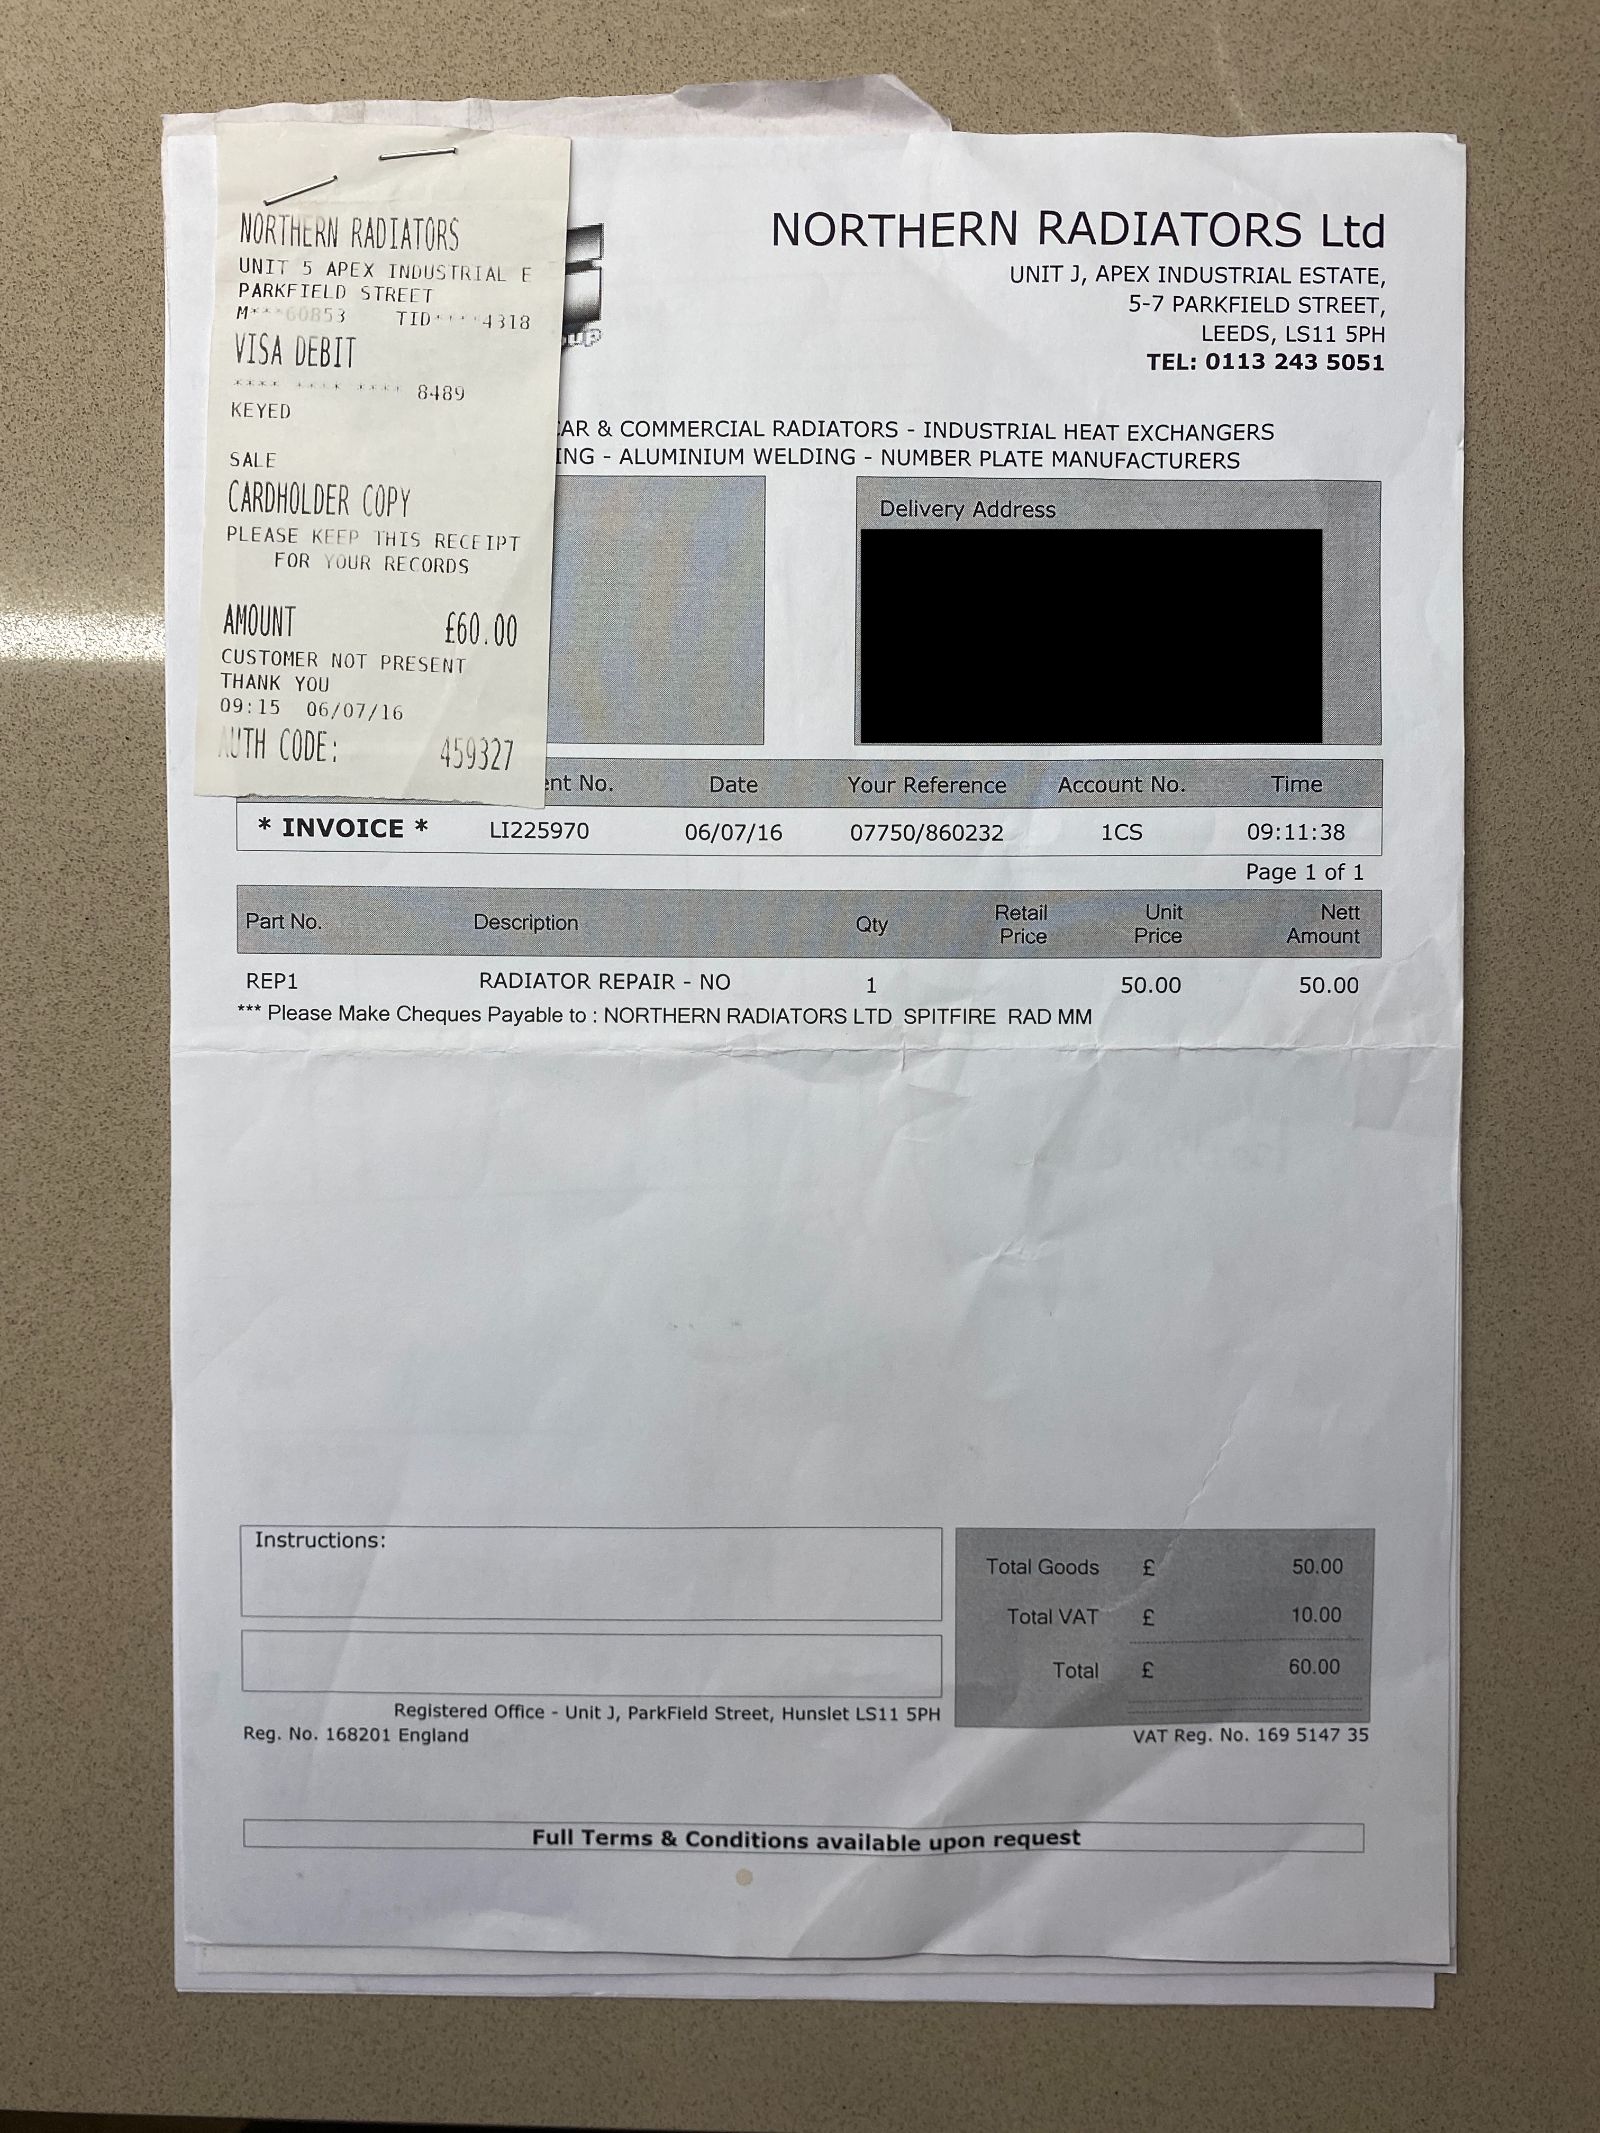 NORTHERN RADIATORS
UNIT 5 APEX INDUSTRIAL E
PARKFIELD STREET
M***60853 TID****4318
VISA DEBIT
**** **** **** 8489
KEYED
SALE
CARDHOLDER COPY
PLEASE KEEP THIS RECEIPT
FOR YOUR RECORDS
AMOUNT £60.00
CUSTOMER NOT PRESENT
THANK YOU
09:15 06/07/16
AUTH CODE: 459327
NORTHERN RADIATORS Ltd
UNIT J, APEX INDUSTRIAL ESTATE,
5-7 PARKFIELD STREET,
LEEDS, LS11 5PH
TEL: 0113 243 5051
CAR & COMMERCIAL RADIATORS - INDUSTRIAL HEAT EXCHANGERS
ING - ALUMINIUM WELDING - NUMBER PLATE MANUFACTURERS
Delivery Address
ent No. Date Your Reference Account No. Time
* INVOICE * LI225970 06/07/16 07750/860232 1CS 09:11:38
Page 1 of 1
Part No. Description Qty Retail Price Unit Price Nett Amount
REP1 RADIATOR REPAIR - NO 1 50.00 50.00
*** Please Make Cheques Payable to : NORTHERN RADIATORS LTD SPITFIRE RAD MM
Instructions:
Total Goods £ 50.00
Total VAT £ 10.00
Total £ 60.00
Registered Office - Unit J, ParkField Street, Hunslet LS11 5PH
Reg. No. 168201 England
VAT Reg. No. 169 5147 35
Full Terms & Conditions available upon request